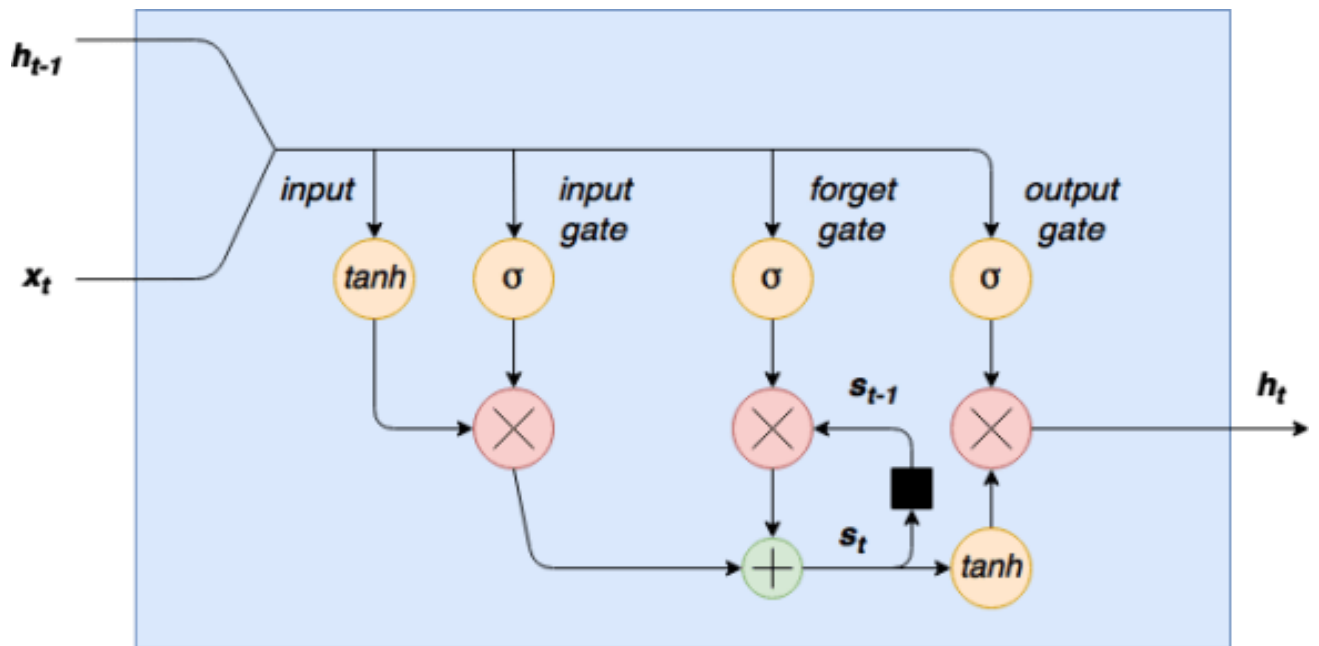 h_{t-1}
input
input
gate
forget
gate
output
gate
x_t
tanh
σ
σ
σ
s_{t-1}
h_t
s_t
tanh